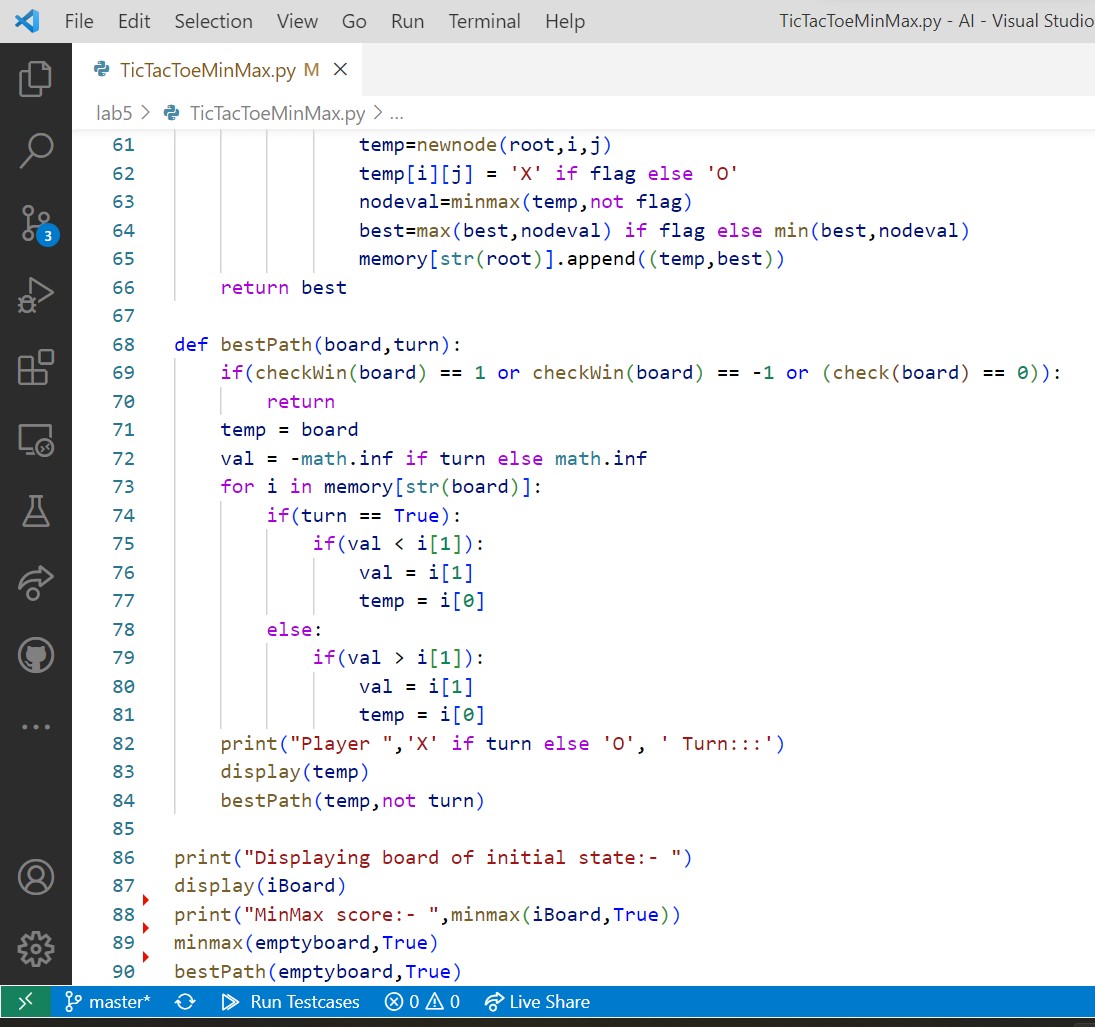 File Edit Selection View Go Run Terminal Help TicTacToeMinMax.py - AI - Visual Studio
TicTacToeMinMax.py M
lab5 > TicTacToeMinMax.py > ...
61 temp=newnode(root,i,j)
62 temp[i][j] = 'X' if flag else 'O'
63 nodeval=minmax(temp,not flag)
64 best=max(best,nodeval) if flag else min(best,nodeval)
65 memory[str(root)].append((temp,best))
66 return best
67
68 def bestPath(board,turn):
69 if(checkWin(board) == 1 or checkWin(board) == -1 or (check(board) == 0)):
70 return
71 temp = board
72 val = -math.inf if turn else math.inf
73 for i in memory[str(board)]:
74 if(turn == True):
75 if(val < i[1]):
76 val = i[1]
77 temp = i[0]
78 else:
79 if(val > i[1]):
80 val = i[1]
81 temp = i[0]
82 print("Player ",'X' if turn else 'O', ' Turn:::')
83 display(temp)
84 bestPath(temp,not turn)
85
86 print("Displaying board of initial state:- ")
87 display(iBoard)
88 print("MinMax score:- ",minmax(iBoard,True))
89 minmax(emptyboard,True)
90 bestPath(emptyboard,True)
3
master* Run Testcases 0 0 Live Share